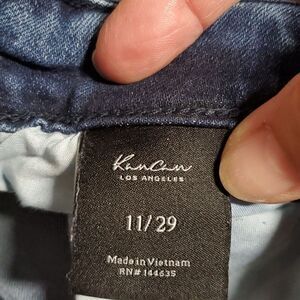 KanCan
LOS ANGELES
11/29
Made in Vietnam
RN# 144635